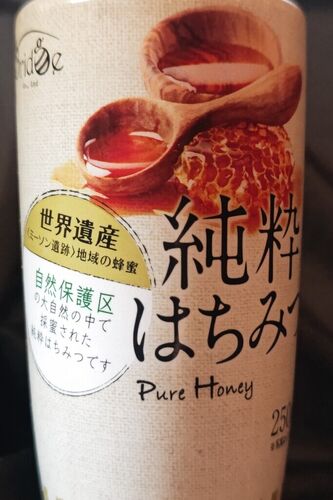 世界遺産
〈ミーソン遺跡〉地域の蜂蜜
自然保護区
の大自然の中で
採蜜された
純粋はちみつです
純粋
はちみつ
Pure Honey
250